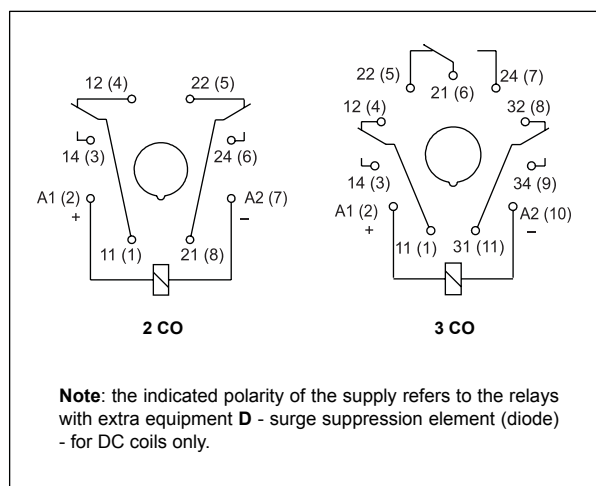 12 (4) 22 (5)
14 (3) 24 (6)
A1 (2) A2 (7)
+ –
11 (1) 21 (8)
2 CO
22 (5) 21 (6) 24 (7)
12 (4) 32 (8)
14 (3) 34 (9)
A1 (2) A2 (10)
+ –
11 (1) 31 (11)
3 CO
Note: the indicated polarity of the supply refers to the relays
with extra equipment D - surge suppression element (diode)
- for DC coils only.